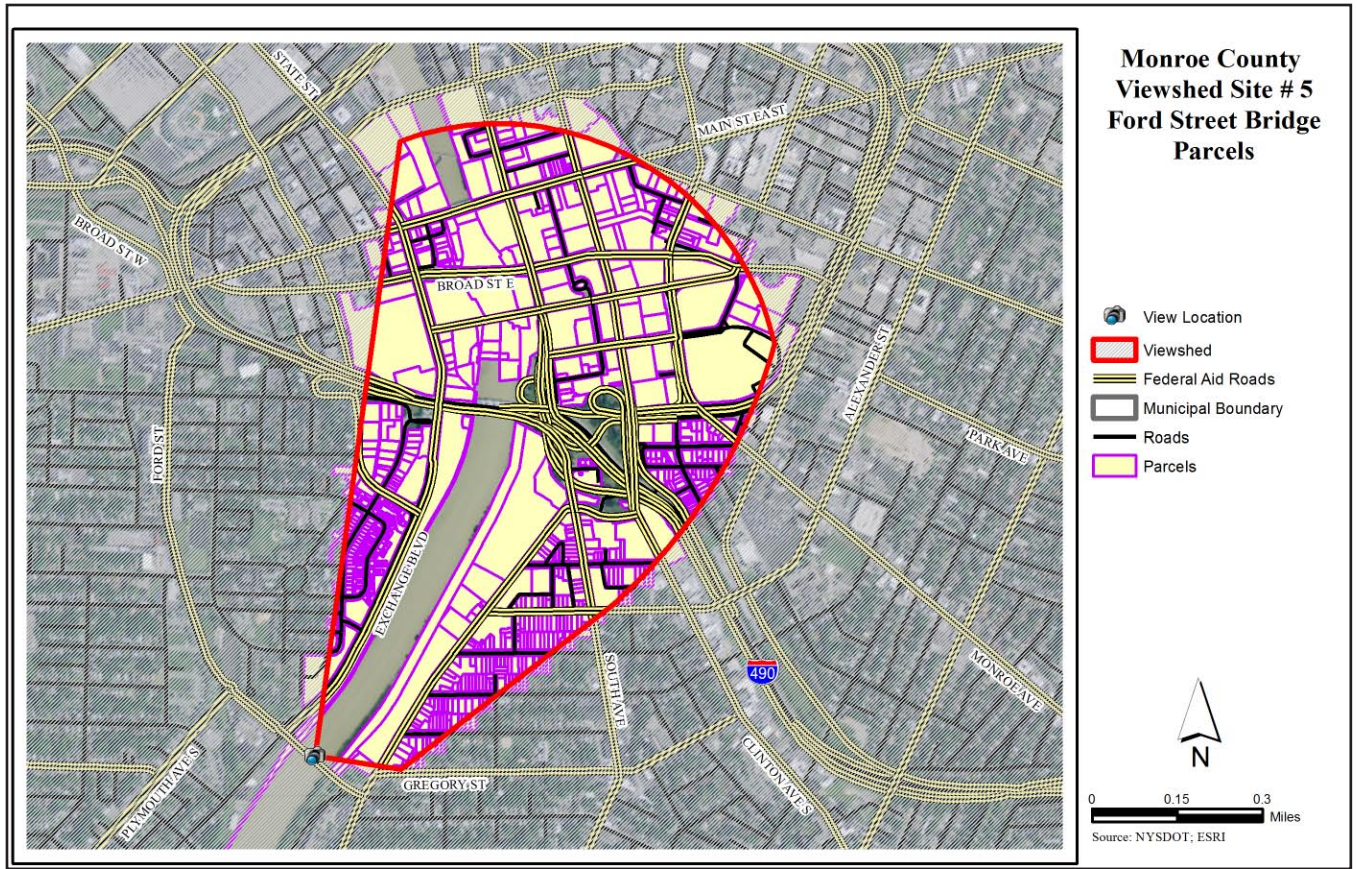 Monroe County
Viewshed Site # 5
Ford Street Bridge
Parcels
STATE ST
MAIN ST EAST
BROAD ST W
BROAD ST E
ALEXANDER ST
FORD ST
PARK AVE
EXCHANGE BLVD
MONROE AVE
SOUTH AVE
490
CLINTON AVE S
PLYMOUTH AVE S
GREGORY ST
View Location
Viewshed
Federal Aid Roads
Municipal Boundary
Roads
Parcels
N
0 0.15 0.3
Miles
Source: NYSDOT; ESRI